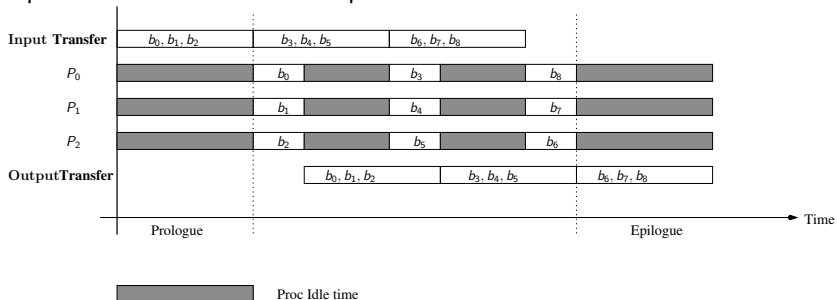 Input Transfer b0, b1, b2 b3, b4, b5 b6, b7, b8
P0 b0 b3 b8
P1 b1 b4 b7
P2 b2 b5 b6
OutputTransfer b0, b1, b2 b3, b4, b5 b6, b7, b8
Time
Prologue Epilogue
Proc Idle time